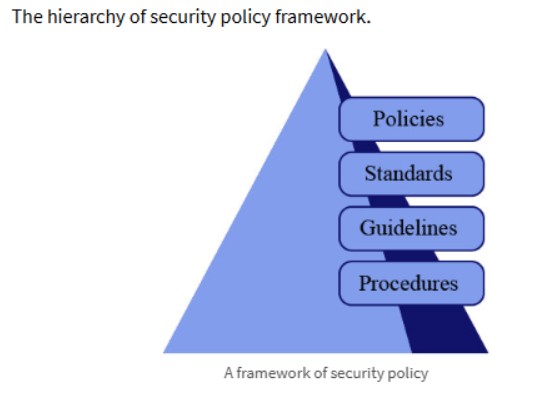 The hierarchy of security policy framework.
Policies
Standards
Guidelines
Procedures
A framework of security policy